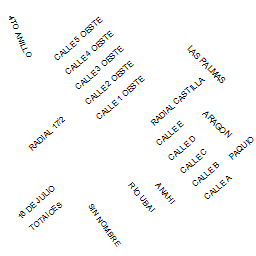 4TO ANILLO
CALLE 5 OESTE
CALLE 4 OESTE
CALLE 3 OESTE
CALLE 2 OESTE
CALLE 1 OESTE
LAS PALMAS
RADIAL CASTILLA
RADIAL 17/2
ARAGON
CALLE E
CALLE D
CALLE C
CALLE B
CALLE A
PAQUIO
16 DE JULIO
TOTAÍCES
SIN NOMBRE
RÍO UBAI
ANAHI